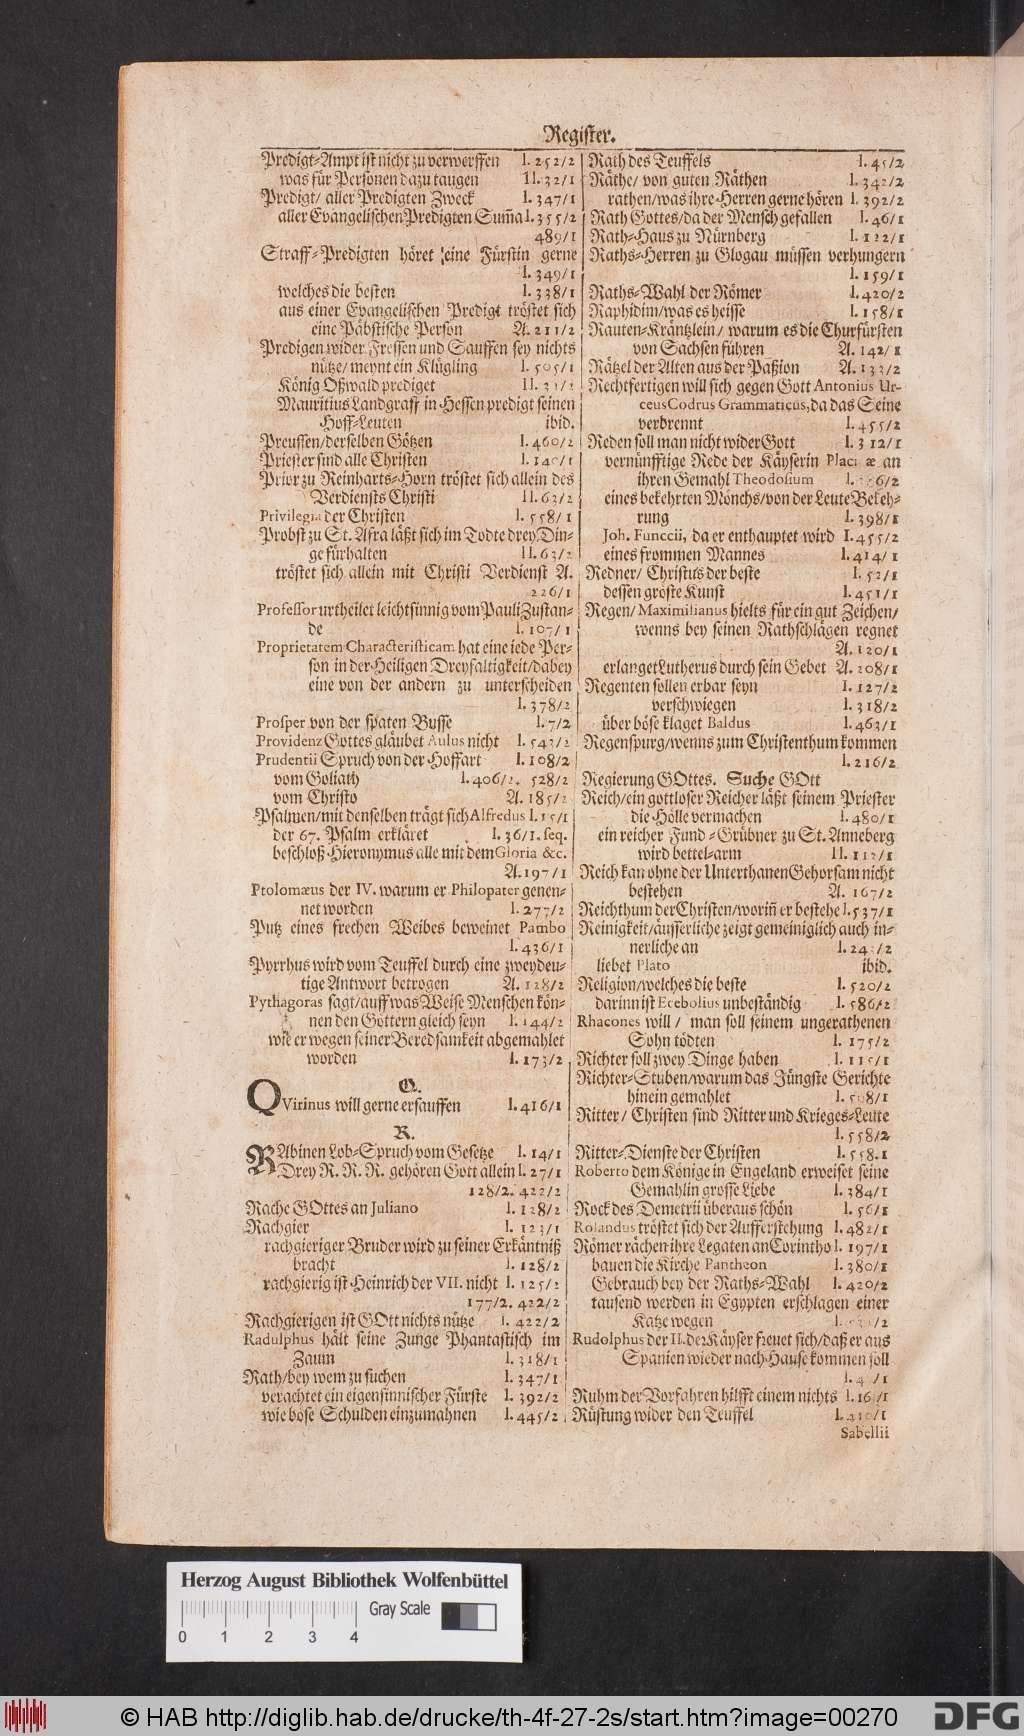 Register.
Predigt-Ampt ist nicht zu verwerffen I. 252/2
was für Personen dazu taugen II. 32/1
Predigt/ aller Predigten Zweck I. 347/1
aller Evangelischen Predigten Sum̃a I. 355/2
489/1
Straff-Predigten höret eine Fürstin gerne
I. 349/1
welches die besten I. 338/1
aus einer Evangelischen Predigt tröstet sich
eine Päbstische Person A. 211/2
Predigen wider Fressen und Sauffen sey nichts
nütze/ meynt ein Klügling I. 505/1
König Oßwald prediget II.
Mauritius Landgraff in Hessen predigt seinen
Hoff-Leuten ibid.
Preussen/ derselben Götzen I. 460/2
Priester sind alle Christen I.
Prior zu Reinharts-Horn tröstet sich allein des
Verdiensts Christi II. 63/2
Privilegia der Christen I. 558/1
Probst zu St. Afra läßt sich im Todte drey Din-
ge fürhalten II. 63/2
tröstet sich allein mit Christi Verdienst A.
226/1
Professor urtheilet leichtsinnig vom Pauli Zustan-
de I. 107/1
Proprietatem Characteristicam hat eine iede Per-
son in der Heiligen Dreyfaltigkeit/ dabey
eine von der andern zu unterscheiden
I. 378/2
Prosper von der spaten Busse I. 7/2
Providenz Gottes gläubet Aulus nicht I. 543/2
Prudentii Spruch von der Hoffart I. 108/2
vom Goliath I. 406/2. 528/2
vom Christo A. 185/2
Psalmen/ mit denselben trägt sich Alfredus I. 15/1
der 67. Psalm erkläret I. 36/1. seq.
beschloß Hieronymus alle mit dem Gloria &c.
A. 197/1
Ptolomæus der IV. warum er Philopater genen-
net worden I. 277/2
Putz eines frechen Weibes beweinet Pambo
I. 436/1
Pyrrhus wird vom Teuffel durch eine zweydeu-
tige Antwort betrogen A. 128/2
Pythagoras sagt/ auff was Weise Menschen kön-
nen den Göttern gleich seyn I. 144/2
wie er wegen seiner Beredsamkeit abgemahlet
worden I. 173/2
Q.
QVirinus will gerne ersauffen I. 416/1
R.
RAbinen Lob-Spruch vom Gesetze I. 14/1
Drey R. R. R. gehören Gott allein I. 27/1
128/2. 422/2
Rache GOttes an Juliano I. 128/2
Rachgier I. 123/1
rachgieriger Bruder wird zu seiner Erkäntniß
bracht I. 128/2
rachgierig ist Heinrich der VII. nicht I. 125/2
177/2. 422/2
Rachgierigen ist GOtt nichts nütze I. 422/2
Radulphus hält seine Zunge Phantastisch im
Zaum I. 318/1
Rath/ bey wem zu suchen I. 347/1
verachtet ein eigensinnischer Fürste I. 392/2
wie böse Schulden einzumahnen I. 445/2
Rath des Teuffels I. 45/2
Räthe/ von guten Räthen I. 342/2
rathen/ was ihre Herren gerne hören I. 392/2
Rath Gottes/ da der Mensch gefallen I. 46/1
Rath-Haus zu Nürnberg I. 122/1
Raths-Herren zu Glogau müssen verhungern
I. 159/1
Raths-Wahl der Römer I. 420/2
Raphidim/ was es heisse I. 158/1
Rauten-Kräntzlein/ warum es die Churfürsten
von Sachsen führen A. 142/1
Rätzel der Alten aus der Paßion A. 133/2
Rechtfertigen will sich gegen Gott Antonius Ur-
ceus Codrus Grammaticus, da das Seine
verbrennt I. 455/2
Reden soll man nicht wider Gott I. 312/1
vernünfftige Rede der Käyserin an
ihren Gemahl Theodosium I.
eines bekehrten Mönchs/ von der Leute Bekeh-
rung I. 398/1
Joh. Funccii, da er enthauptet wird I. 455/2
eines frommen Mannes I. 414/1
Redner/ Christus der beste I. 52/1
dessen gröste Kunst I. 451/1
Regen/ Maximilianus hielts für ein gut Zeichen/
wenns bey seinen Rathschlägen regnet
A. 120/1
erlanget Lutherus durch sein Gebet A. 208/1
Regenten sollen erbar seyn I. 127/2
verschwiegen I. 318/2
über böse klaget Baldus I. 463/1
Regenspurg/ wenns zum Christenthum kommen
I. 216/2
Regierung GOttes. Suche GOtt
Reich/ ein gottloser Reicher läßt seinem Priester
die Hölle vermachen I. 480/1
ein reicher Fund-Grübner zu St. Anneberg
wird bettel-arm II. 112/1
Reich kan ohne der Unterthanen Gehorsam nicht
bestehen A. 167/2
Reichthum der Christen/ worin̄ er bestehe I. 537/1
Reinigkeit/ äusserliche zeigt gemeiniglich auch in-
nerliche an I.
liebet Plato ibid.
Religion/ welches die beste I. 520/2
darinn ist Ecebolius unbeständig I. 586/2
Rhacones will/ man soll seinem ungerathenen
Sohn tödten I. 175/2
Richter soll zwey Dinge haben I. 115/1
Richter-Stuben/ warum das Jüngste Gerichte
hinein gemahlet I.
Ritter/ Christen sind Ritter und Krieges-Leute
I. 558/2
Ritter-Dienste der Christen I. 558.1
Roberto dem Könige in Engeland erweiset seine
Gemahlin grosse Liebe I. 384/1
Rock des Demetrii überaus schön I. 56/1
Rolandus tröstet sich der Aufferstehung I. 482/1
Römer rächen ihre Legaten an Corintho I. 197/1
bauen die Kirche Pantheon I. 380/1
Gebrauch bey der Raths-Wahl I. 420/2
tausend werden in Egypten erschlagen einer
Katze wegen I.
Rudolphus der II. der Käyser freuet sich/ daß er aus
Spanien wieder nach Hause kommen soll
I.
Ruhm der Vorfahren hilfft einem nichts I.
Rüstung wider den Teuffel I.
Sabellii
Herzog August Bibliothek Wolfenbüttel
Gray Scale
0 1 2 3 4
© HAB http://diglib.hab.de/drucke/th-4f-27-2s/start.htm?image=00270
DFG